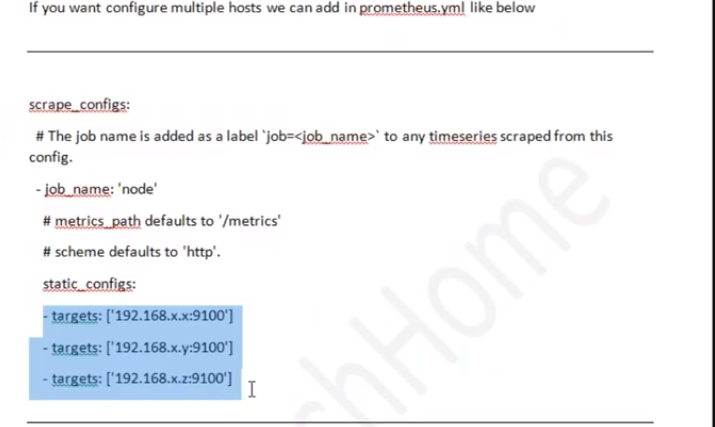 If you want configure multiple hosts we can add in prometheus.yml like below
scrape_configs:
# The job name is added as a label `job=<job_name>` to any timeseries scraped from this
config.
- job_name: 'node'
# metrics_path defaults to '/metrics'
# scheme defaults to 'http'.
static_configs:
- targets: ['192.168.x.x:9100']
- targets: ['192.168.x.y:9100']
- targets: ['192.168.x.z:9100']